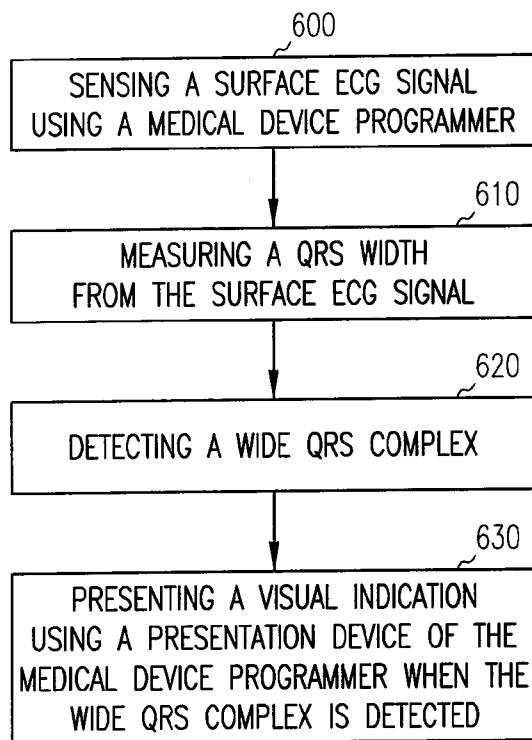 600
SENSING A SURFACE ECG SIGNAL
USING A MEDICAL DEVICE PROGRAMMER
610
MEASURING A QRS WIDTH
FROM THE SURFACE ECG SIGNAL
620
DETECTING A WIDE QRS COMPLEX
630
PRESENTING A VISUAL INDICATION
USING A PRESENTATION DEVICE OF THE
MEDICAL DEVICE PROGRAMMER WHEN THE
WIDE QRS COMPLEX IS DETECTED